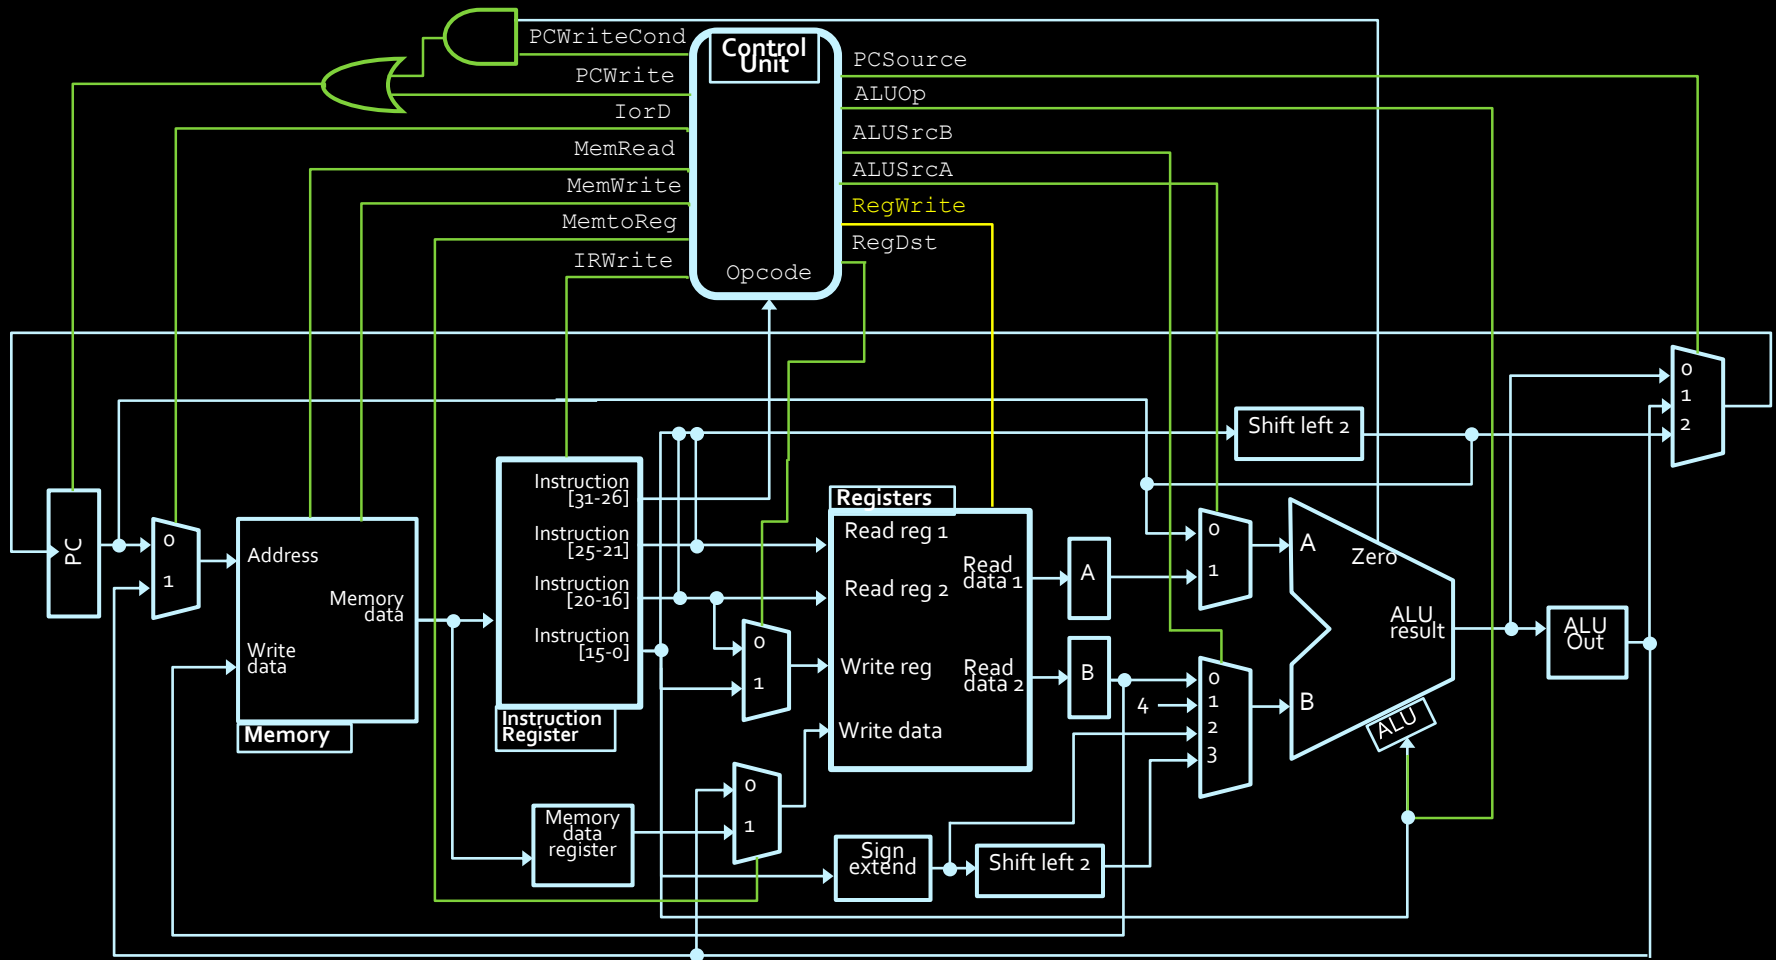 PCWriteCond
PCWrite
IorD
MemRead
MemWrite
MemtoReg
IRWrite
Control
Unit
Opcode
PCSource
ALUOp
ALUSrcB
ALUSrcA
RegWrite
RegDst
PC
0
1
Address
Memory
data
Write
data
Memory
Instruction
[31-26]
Instruction
[25-21]
Instruction
[20-16]
Instruction
[15-0]
Instruction
Register
Memory
data
register
0
1
0
1
Registers
Read reg 1
Read reg 2
Write reg
Write data
Read
data 1
Read
data 2
Sign
extend
Shift left 2
A
B
4
0
1
0
1
2
3
Shift left 2
A
B
Zero
ALU
result
ALU
ALU
Out
0
1
2